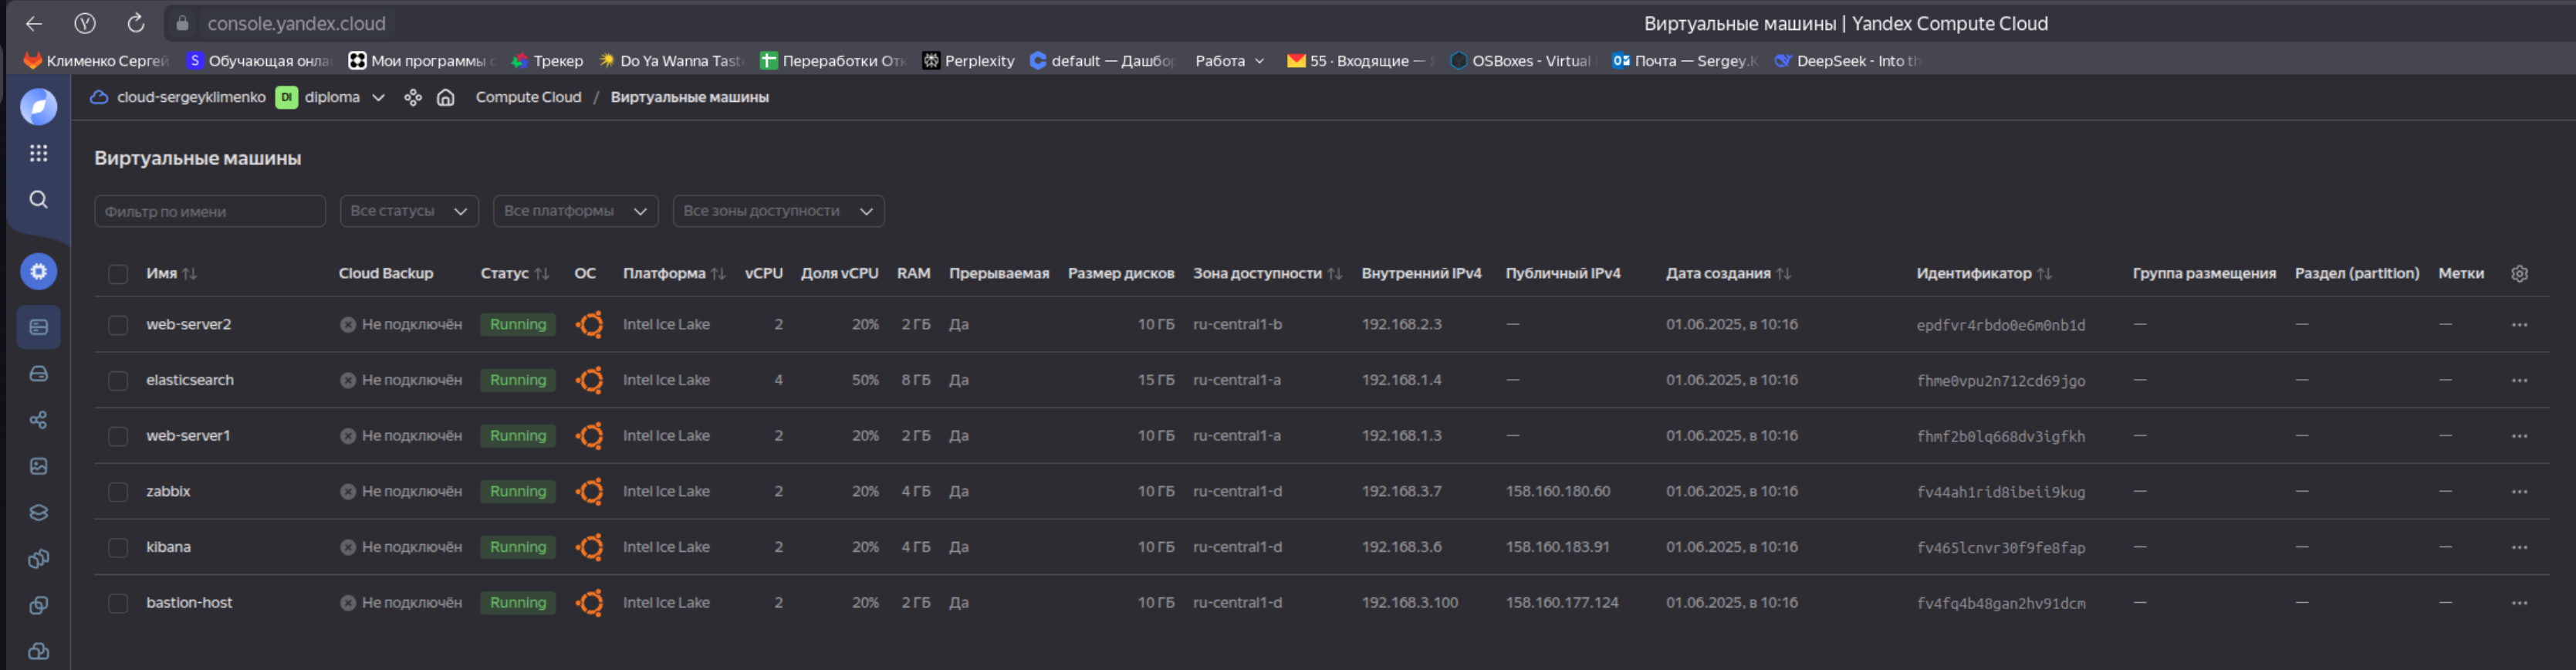 console.yandex.cloud Виртуальные машины | Yandex Compute Cloud
Клименко Сергей S Обучающая онла Мои программы Трекер Do Ya Wanna Tast Переработки Отк Perplexity default — Дашбо Работа 55 · Входящие — OSBoxes - Virtual Почта — Sergey.K DeepSeek - Into th
cloud-sergeyklimenko DI diploma Compute Cloud / Виртуальные машины
Виртуальные машины
Фильтр по имени Все статусы Все платформы Все зоны доступности
Имя Cloud Backup Статус ОС Платформа vCPU Доля vCPU RAM Прерываемая Размер дисков Зона доступности Внутренний IPv4 Публичный IPv4 Дата создания Идентификатор Группа размещения Раздел (partition) Метки
web-server2 Не подключён Running Intel Ice Lake 2 20% 2 ГБ Да 10 ГБ ru-central1-b 192.168.2.3 — 01.06.2025, в 10:16 epdfvr4rbdo0e6m0nb1d — — —
elasticsearch Не подключён Running Intel Ice Lake 4 50% 8 ГБ Да 15 ГБ ru-central1-a 192.168.1.4 — 01.06.2025, в 10:16 fhme0vpu2n712cd69jgo — — —
web-server1 Не подключён Running Intel Ice Lake 2 20% 2 ГБ Да 10 ГБ ru-central1-a 192.168.1.3 — 01.06.2025, в 10:16 fhmf2b0lq668dv3igfkh — — —
zabbix Не подключён Running Intel Ice Lake 2 20% 4 ГБ Да 10 ГБ ru-central1-d 192.168.3.7 158.160.180.60 01.06.2025, в 10:16 fv44ah1rid8ibeii9kug — — —
kibana Не подключён Running Intel Ice Lake 2 20% 4 ГБ Да 10 ГБ ru-central1-d 192.168.3.6 158.160.183.91 01.06.2025, в 10:16 fv465lcnvr30f9fe8fap — — —
bastion-host Не подключён Running Intel Ice Lake 2 20% 2 ГБ Да 10 ГБ ru-central1-d 192.168.3.100 158.160.177.124 01.06.2025, в 10:16 fv4fq4b48gan2hv91dcm — — —